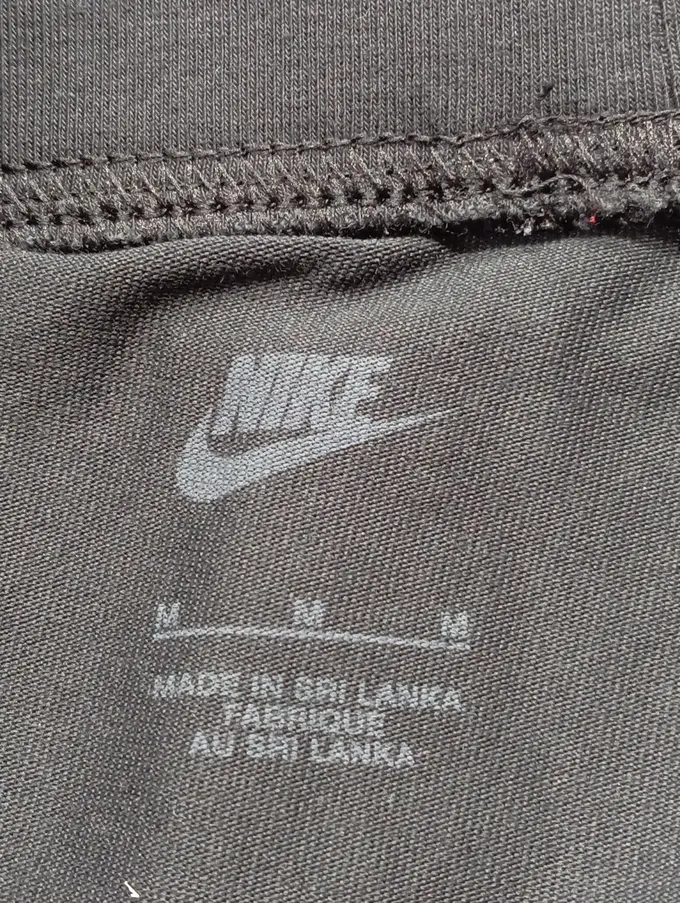 NIKE
M M M
MADE IN SRI LANKA
FABRIQUE
AU SRI LANKA